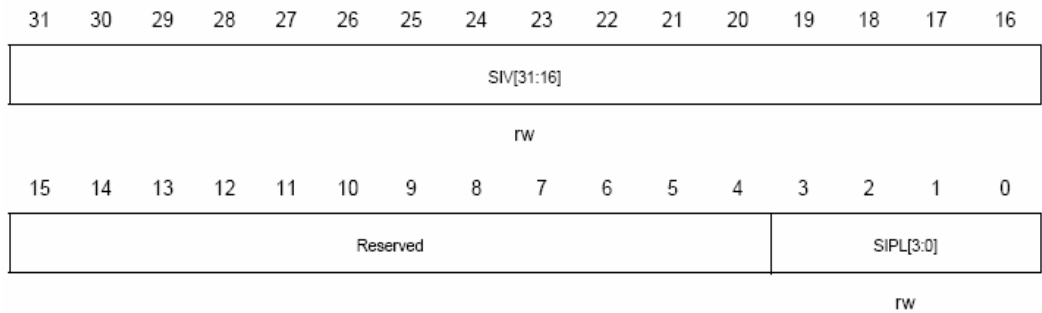 31 30 29 28 27 26 25 24 23 22 21 20 19 18 17 16
SIV[31:16]
rw
15 14 13 12 11 10 9 8 7 6 5 4 3 2 1 0
Reserved SIPL[3:0]
rw